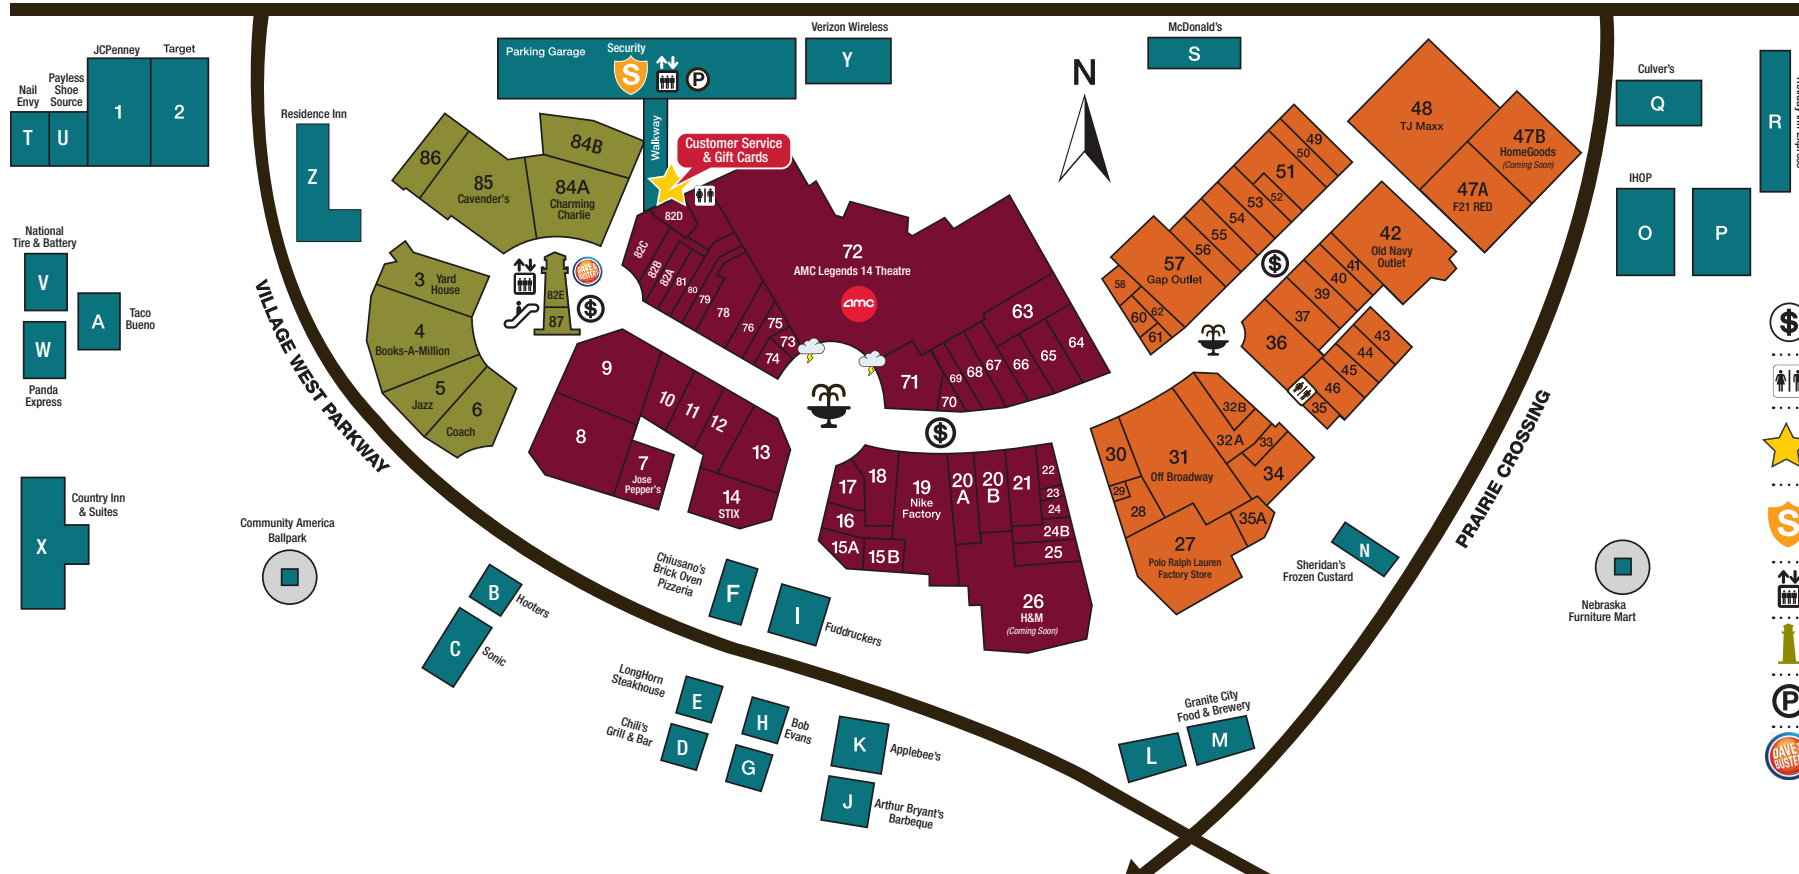 JCPenney
Target
Nail
Envy
Payless
Shoe
Source
T
U
1
2
Residence Inn
Z
Parking Garage
Security
S
P
Walkway
Customer Service
& Gift Cards
Verizon Wireless
Y
McDonald's
S
N
Culver's
Q
R
IHOP
O
P
National
Tire & Battery
V
A
Taco
Bueno
W
Panda
Express
Country Inn
& Suites
X
Community America
Ballpark
VILLAGE WEST PARKWAY
86
85
Cavender's
84B
84A
Charming
Charlie
3
Yard
House
4
Books-A-Million
5
Jazz
6
Coach
82E
87
DAVE &
BUSTER'S
$
82D
82C
82B
82A
81
80
79
78
76
75
73
74
72
AMC Legends 14 Theatre
amc
63
64
65
66
67
68
69
70
71
$
9
8
10
11
12
13
7
Jose
Pepper's
14
STIX
17
18
16
15A
15B
19
Nike
Factory
20
A
20
B
21
22
23
24
24B
25
26
H&M
(Coming Soon)
49
50
51
52
53
54
55
56
57
Gap Outlet
58
60
62
61
$
48
TJ Maxx
47B
HomeGoods
(Coming Soon)
47A
F21 RED
42
Old Navy
Outlet
41
40
39
37
36
43
44
45
46
35
32B
32A
33
34
31
Off Broadway
30
29
28
35A
27
Polo Ralph Lauren
Factory Store
PRAIRIE CROSSING
N
Sheridan's
Frozen Custard
Nebraska
Furniture Mart
B
Hooters
C
Sonic
Chiusano's
Brick Oven
Pizzeria
F
I
Fuddruckers
LongHorn
Steakhouse
E
Chili's
Grill & Bar
D
H
Bob
Evans
G
K
Applebee's
J
Arthur Bryant's
Barbeque
Granite City
Food & Brewery
L
M
$
S
P
DAVE &
BUSTER'S